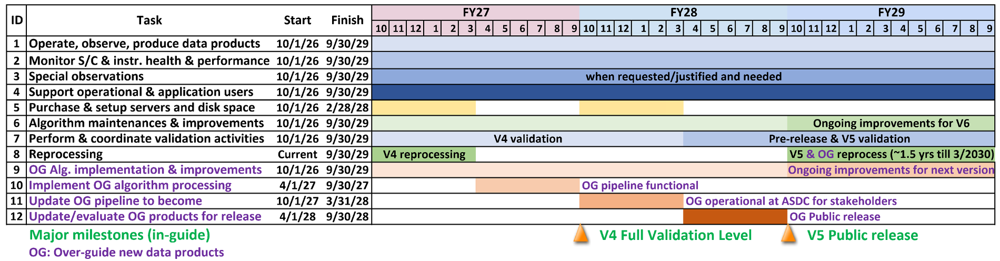 ID Task Start Finish FY27 FY28 FY29
10 11 12 1 2 3 4 5 6 7 8 9 10 11 12 1 2 3 4 5 6 7 8 9 10 11 12 1 2 3 4 5 6 7 8 9
1 Operate, observe, produce data products 10/1/26 9/30/29
2 Monitor S/C & instr. health & performance 10/1/26 9/30/29
3 Special observations 10/1/26 9/30/29 when requested/justified and needed
4 Support operational & application users 10/1/26 9/30/29
5 Purchase & setup servers and disk space 10/1/26 2/28/28
6 Algorithm maintenances & improvements 10/1/26 9/30/29 Ongoing improvements for V6
7 Perform & coordinate validation activities 10/1/26 9/30/29 V4 validation Pre-release & V5 validation
8 Reprocessing Current 9/30/29 V4 reprocessing V5 & OG reprocess (~1.5 yrs till 3/2030)
9 OG Alg. implementation & improvements 10/1/26 9/30/29 Ongoing improvements for next version
10 Implement OG algorithm processing 4/1/27 9/30/27 OG pipeline functional
11 Update OG pipeline to become 10/1/27 3/31/28 OG operational at ASDC for stakeholders
12 Update/evaluate OG products for release 4/1/28 9/30/28 OG Public release
Major milestones (in-guide) V4 Full Validation Level V5 Public release
OG: Over-guide new data products